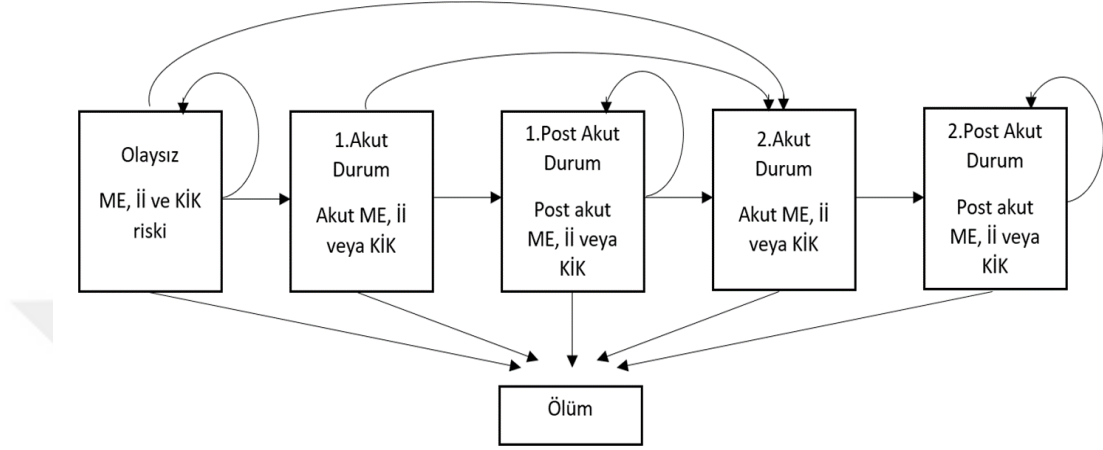 Olaysız
ME, İİ ve KİK
riski
1.Akut
Durum
Akut ME, İİ
veya KİK
1.Post Akut
Durum
Post akut
ME, İİ veya
KİK
2.Akut
Durum
Akut ME, İİ
veya KİK
2.Post Akut
Durum
Post akut
ME, İİ veya
KİK
Ölüm